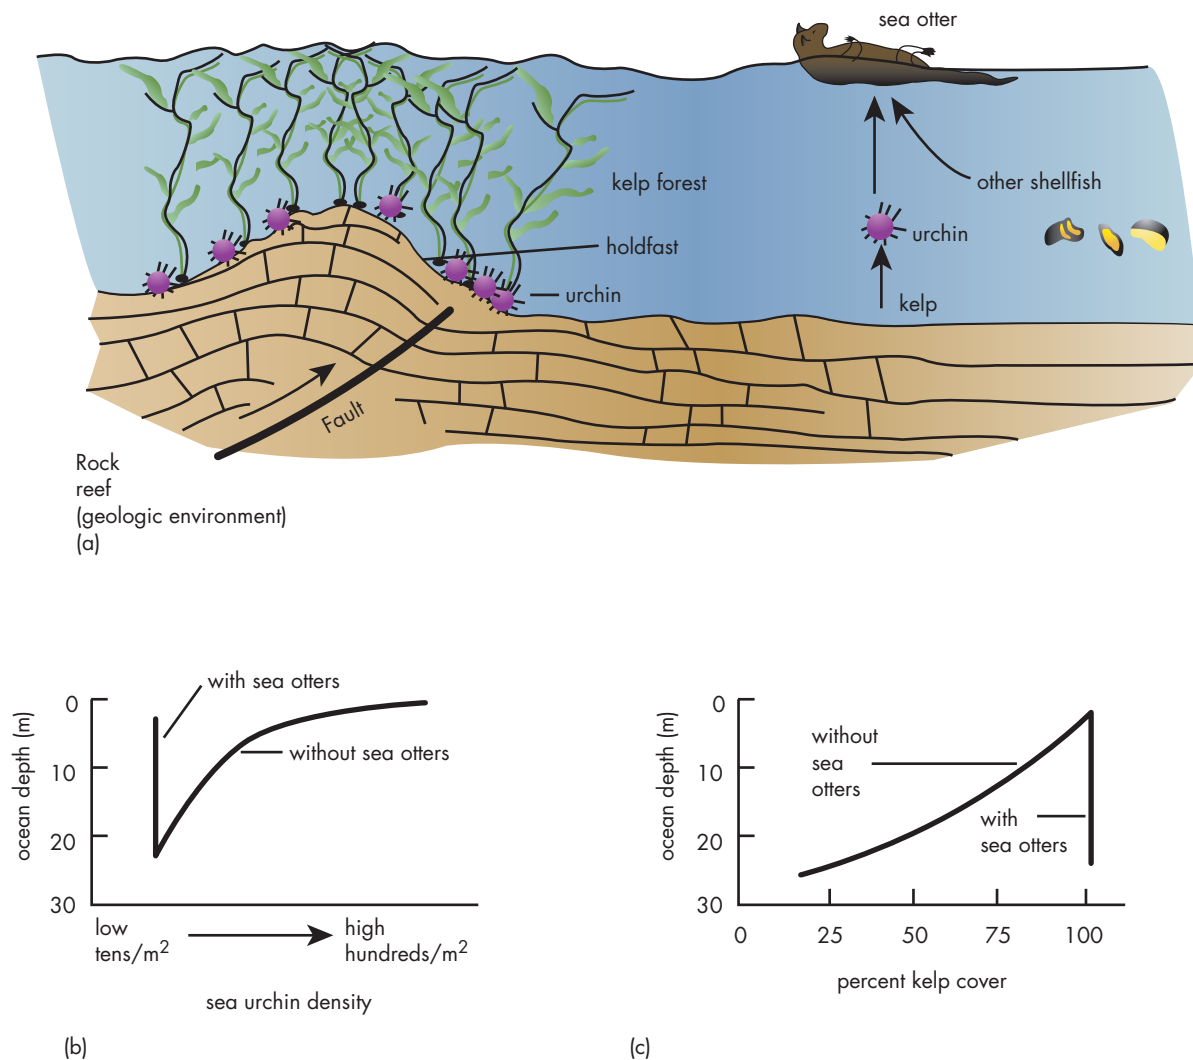 sea otter
kelp forest
other shellfish
holdfast
urchin
urchin
kelp
Fault
Rock
reef
(geologic environment)
(a)
with sea otters
without sea otters
ocean depth (m)
0
10
20
30
low
tens/m²
high
hundreds/m²
sea urchin density
(b)
without
sea
otters
with
sea otters
ocean depth (m)
0
10
20
30
0 25 50 75 100
percent kelp cover
(c)